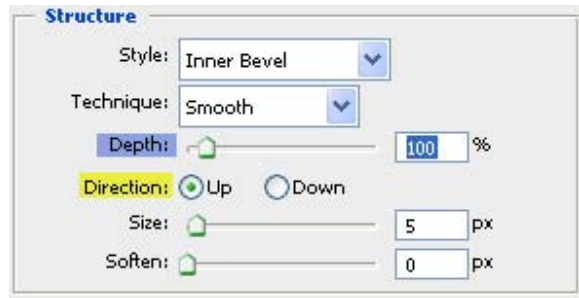 Structure
Style: Inner Bevel
Technique: Smooth
Depth: 100 %
Direction: Up Down
Size: 5 px
Soften: 0 px